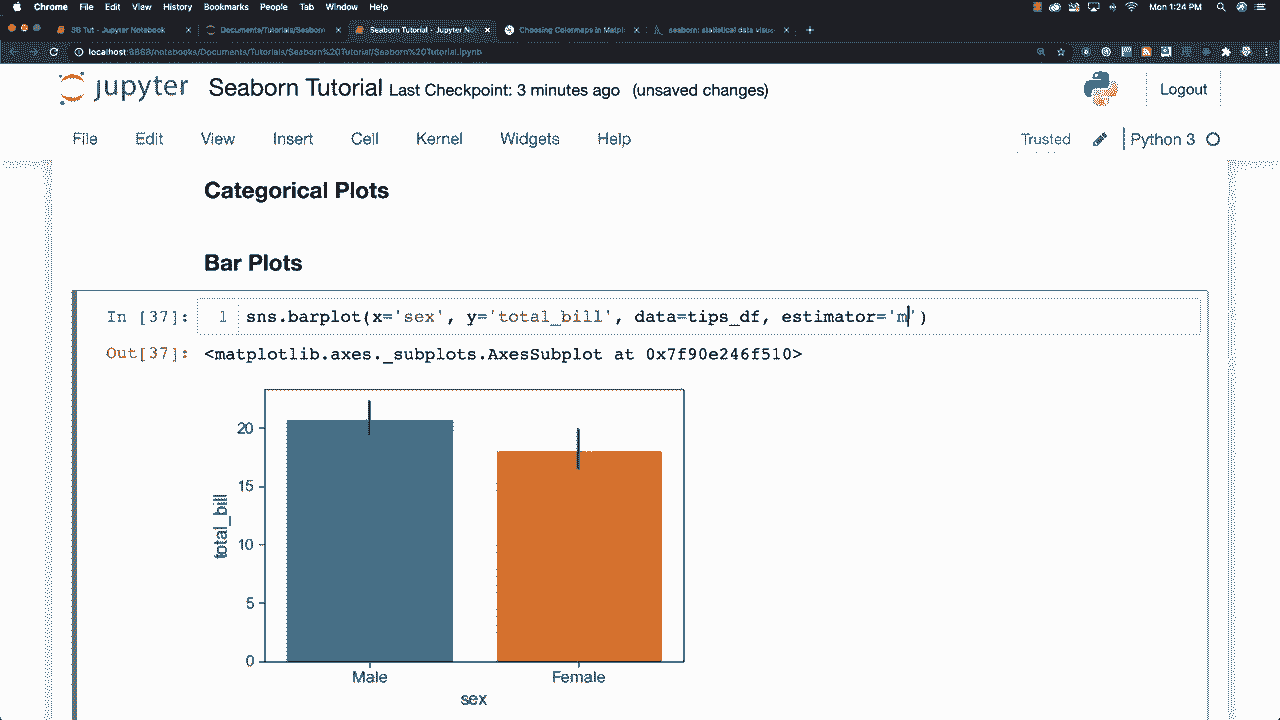 Chrome File Edit View History Bookmarks People Tab Window Help Mon 1:24 PM
SB Tut - Jupyter Notebook Documents/Tutorials/Seaborn Seaborn Tutorial - Jupyter Not Choosing Colormaps in Matpl seaborn: statistical data visua
localhost:8888/notebooks/Documents/Tutorials/Seaborn%20Tutorial/Seaborn%20Tutorial.ipynb
jupyter Seaborn Tutorial Last Checkpoint: 3 minutes ago (unsaved changes) Logout
File Edit View Insert Cell Kernel Widgets Help Trusted Python 3
Categorical Plots
Bar Plots
In [37]: 1 sns.barplot(x='sex', y='total_bill', data=tips_df, estimator='m')
Out[37]: <matplotlib.axes._subplots.AxesSubplot at 0x7f90e246f510>
20
15
10
5
0
total_bill
Male Female
sex